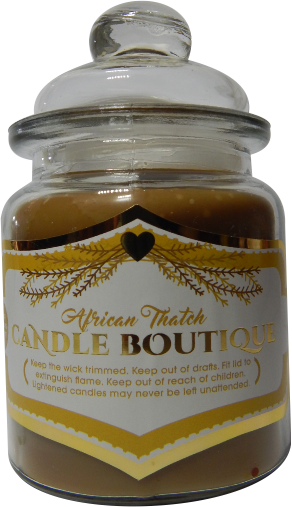 African Thatch
CANDLE BOUTIQUE
Keep the wick trimmed. Keep out of drafts. Fit lid to
extinguish flame. Keep out of reach of children.
Lightened candles may never be left unattended.